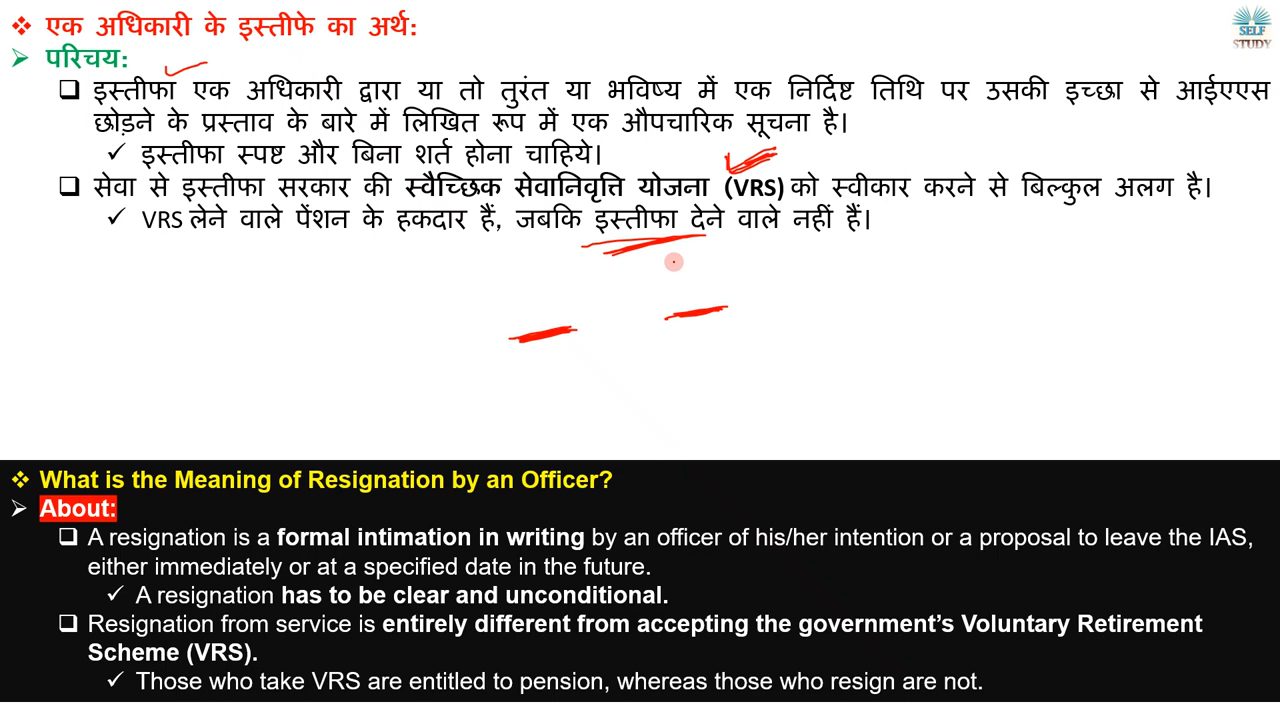 ❖ एक अधिकारी के इस्तीफे का अर्थ:
SELF
STUDY
➢ परिचय:
❑ इस्तीफा एक अधिकारी द्वारा या तो तुरंत या भविष्य में एक निर्दिष्ट तिथि पर उसकी इच्छा से आईएएस
छोड़ने के प्रस्ताव के बारे में लिखित रूप में एक औपचारिक सूचना है।
✓ इस्तीफा स्पष्ट और बिना शर्त होना चाहिये।
❑ सेवा से इस्तीफा सरकार की स्वैच्छिक सेवानिवृत्ति योजना (VRS) को स्वीकार करने से बिल्कुल अलग है।
✓ VRS लेने वाले पेंशन के हकदार हैं, जबकि इस्तीफा देने वाले नहीं हैं।
❖ What is the Meaning of Resignation by an Officer?
➢ About:
❑ A resignation is a formal intimation in writing by an officer of his/her intention or a proposal to leave the IAS,
either immediately or at a specified date in the future.
✓ A resignation has to be clear and unconditional.
❑ Resignation from service is entirely different from accepting the government’s Voluntary Retirement
Scheme (VRS).
✓ Those who take VRS are entitled to pension, whereas those who resign are not.